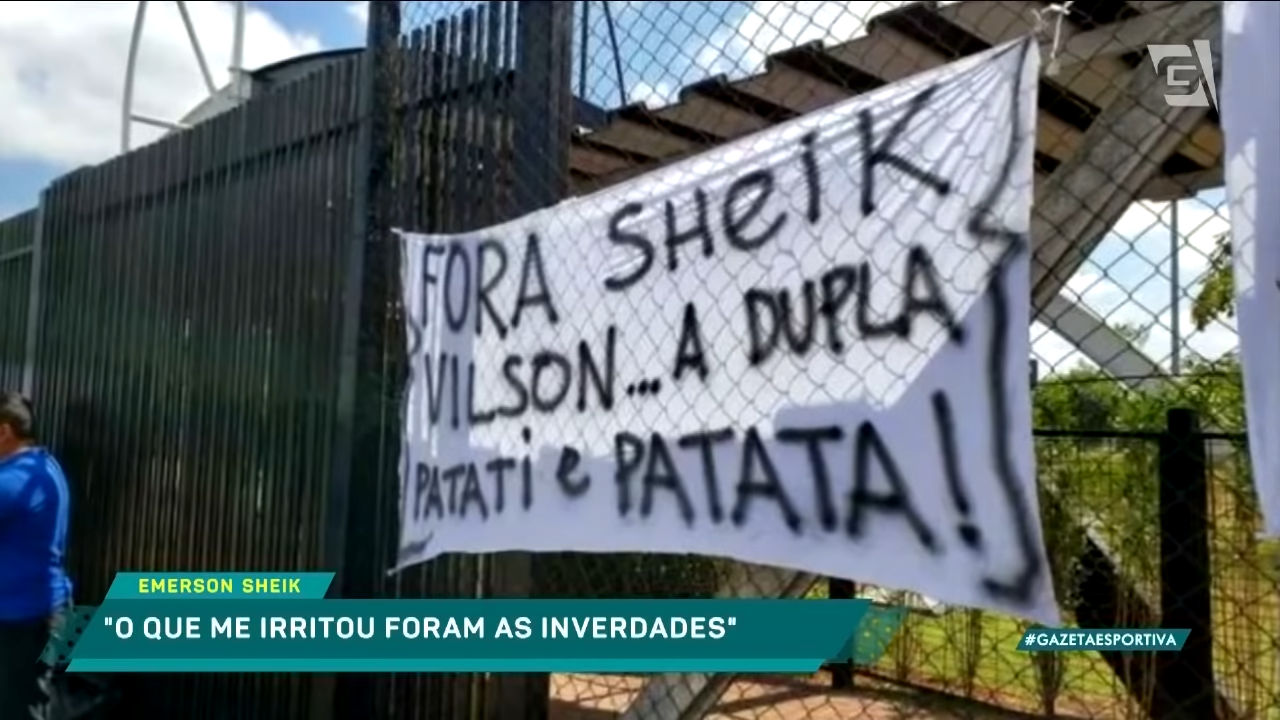 FORA SHEIK
VILSON... A DUPLA
PATATI e PATATA!
EMERSON SHEIK
"O QUE ME IRRITOU FORAM AS INVERDADES"
#GAZETAESPORTIVA